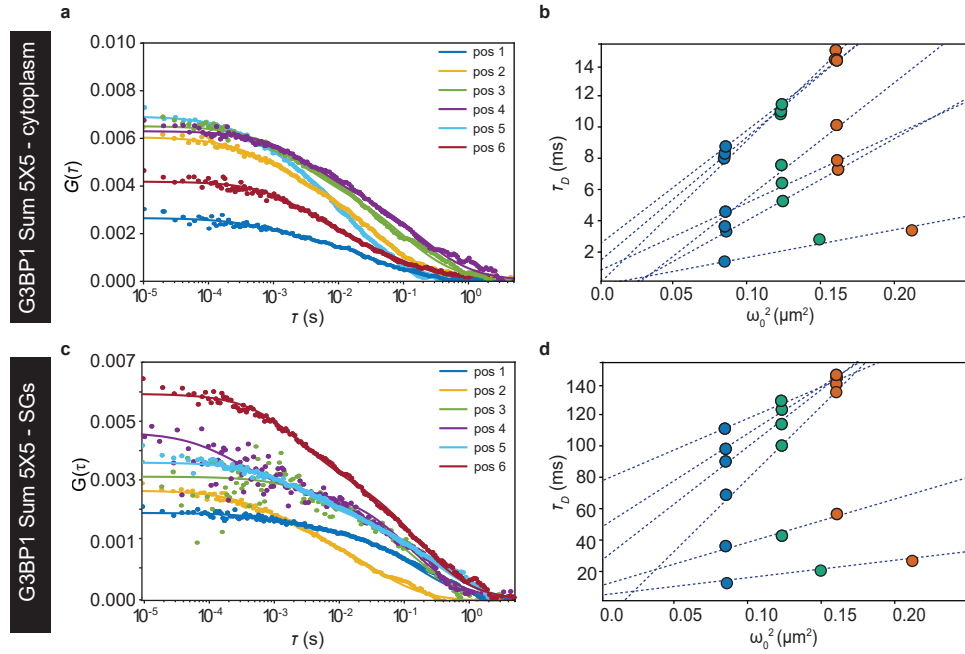 G3BP1 Sum 5X5 - cytoplasm
a
G(τ)
0.010
0.008
0.006
0.004
0.002
0.000
10⁻⁵ 10⁻⁴ 10⁻³ 10⁻² 10⁻¹ 10⁰
τ (s)
pos 1
pos 2
pos 3
pos 4
pos 5
pos 6
b
τD (ms)
14
12
10
8
6
4
2
0.0 0.05 0.10 0.15 0.20
ω₀² (µm²)
G3BP1 Sum 5X5 - SGs
c
G(τ)
0.007
0.005
0.003
0.001
0.000
10⁻⁵ 10⁻⁴ 10⁻³ 10⁻² 10⁻¹ 10⁰
τ (s)
pos 1
pos 2
pos 3
pos 4
pos 5
pos 6
d
τD (ms)
140
120
100
80
60
40
20
0.0 0.05 0.10 0.15 0.20
ω₀² (µm²)